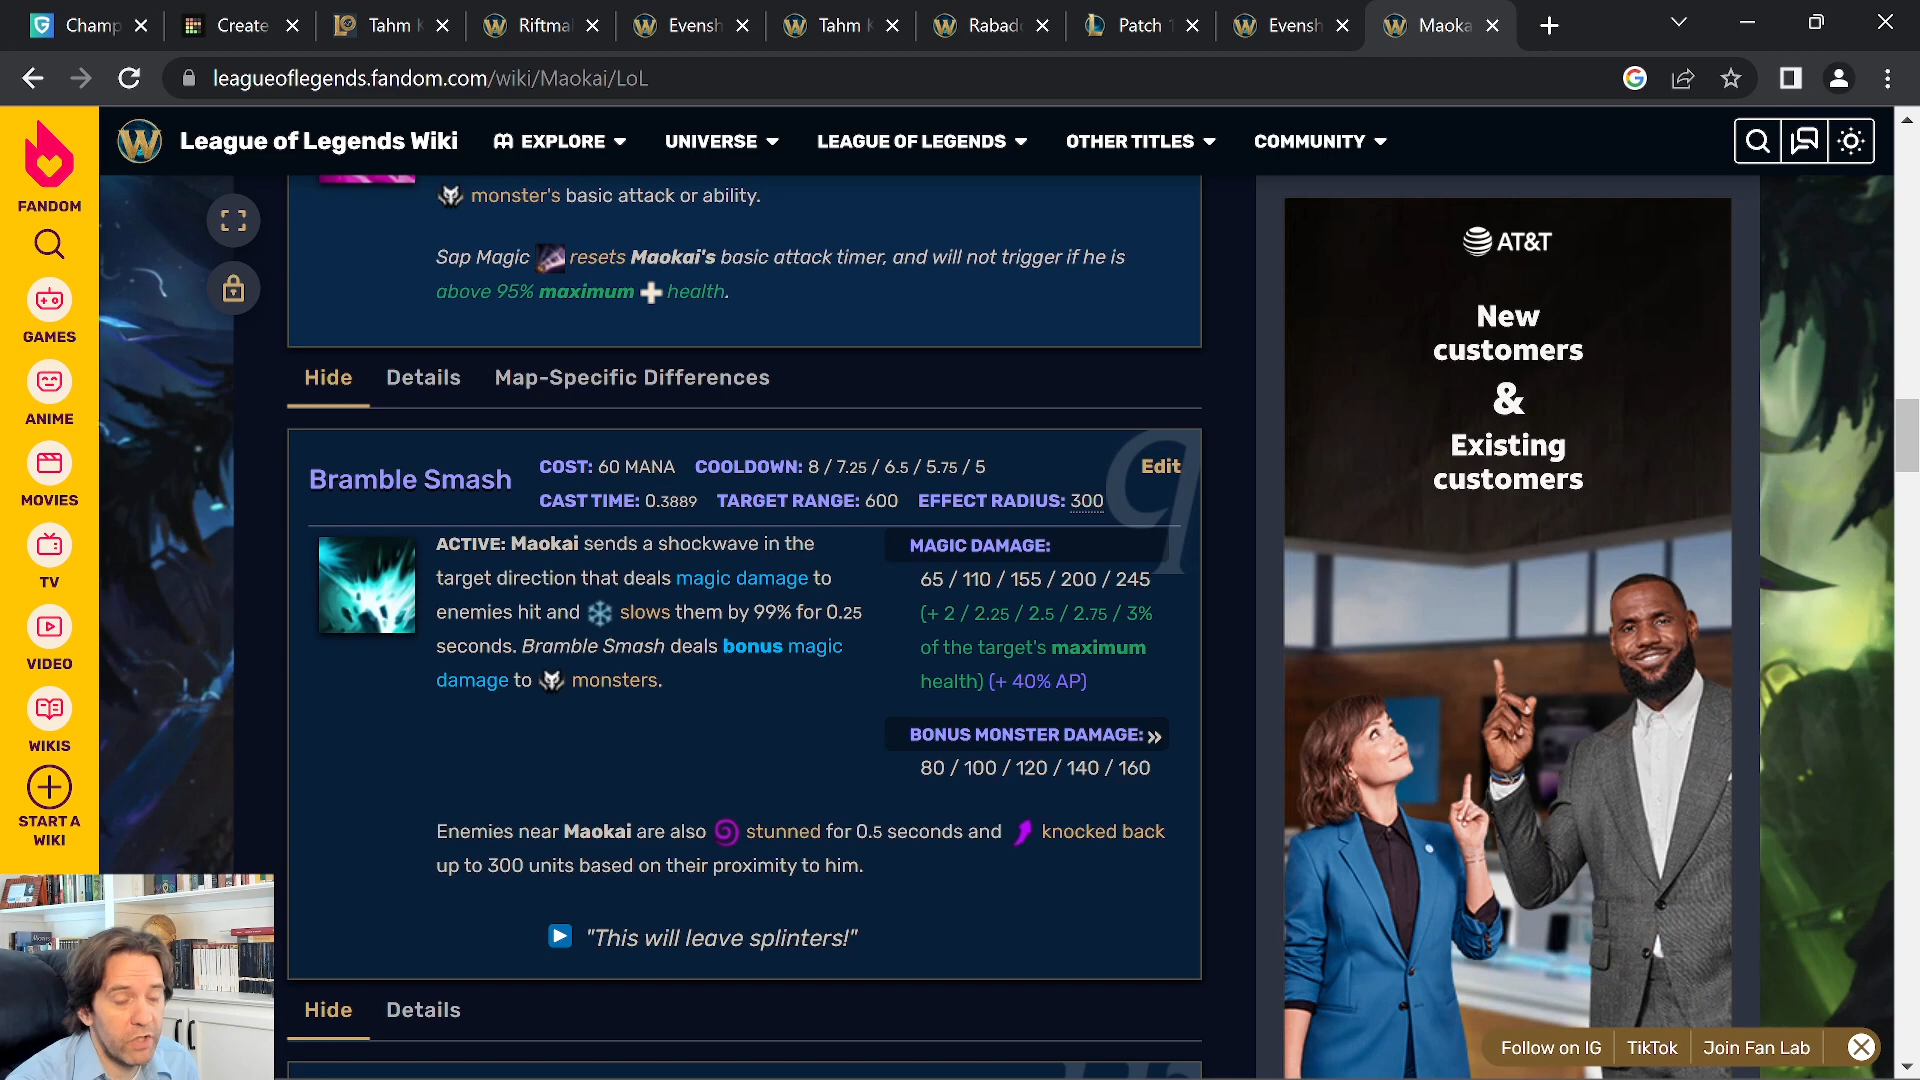 Champ
Create
Tahm
Riftma
Evensh
Tahm
Rabad
Patch
Evensh
Maoka
leagueoflegends.fandom.com/wiki/Maokai/LoL
League of Legends Wiki
EXPLORE
UNIVERSE
LEAGUE OF LEGENDS
OTHER TITLES
COMMUNITY
FANDOM
GAMES
ANIME
MOVIES
TV
VIDEO
WIKIS
START A
WIKI
monster's basic attack or ability.
Sap Magic resets Maokai's basic attack timer, and will not trigger if he is
above 95% maximum health.
Hide Details Map-Specific Differences
Bramble Smash
COST: 60 MANA COOLDOWN: 8 / 7.25 / 6.5 / 5.75 / 5
Edit
CAST TIME: 0.3889 TARGET RANGE: 600 EFFECT RADIUS: 300
q
ACTIVE: Maokai sends a shockwave in the
target direction that deals magic damage to
enemies hit and slows them by 99% for 0.25
seconds. Bramble Smash deals bonus magic
damage to monsters.
MAGIC DAMAGE:
65 / 110 / 155 / 200 / 245
(+ 2 / 2.25 / 2.5 / 2.75 / 3%
of the target's maximum
health) (+ 40% AP)
BONUS MONSTER DAMAGE: »
80 / 100 / 120 / 140 / 160
Enemies near Maokai are also stunned for 0.5 seconds and knocked back
up to 300 units based on their proximity to him.
"This will leave splinters!"
Hide Details
AT&T
New
customers
&
Existing
customers
Follow on IG
TikTok
Join Fan Lab